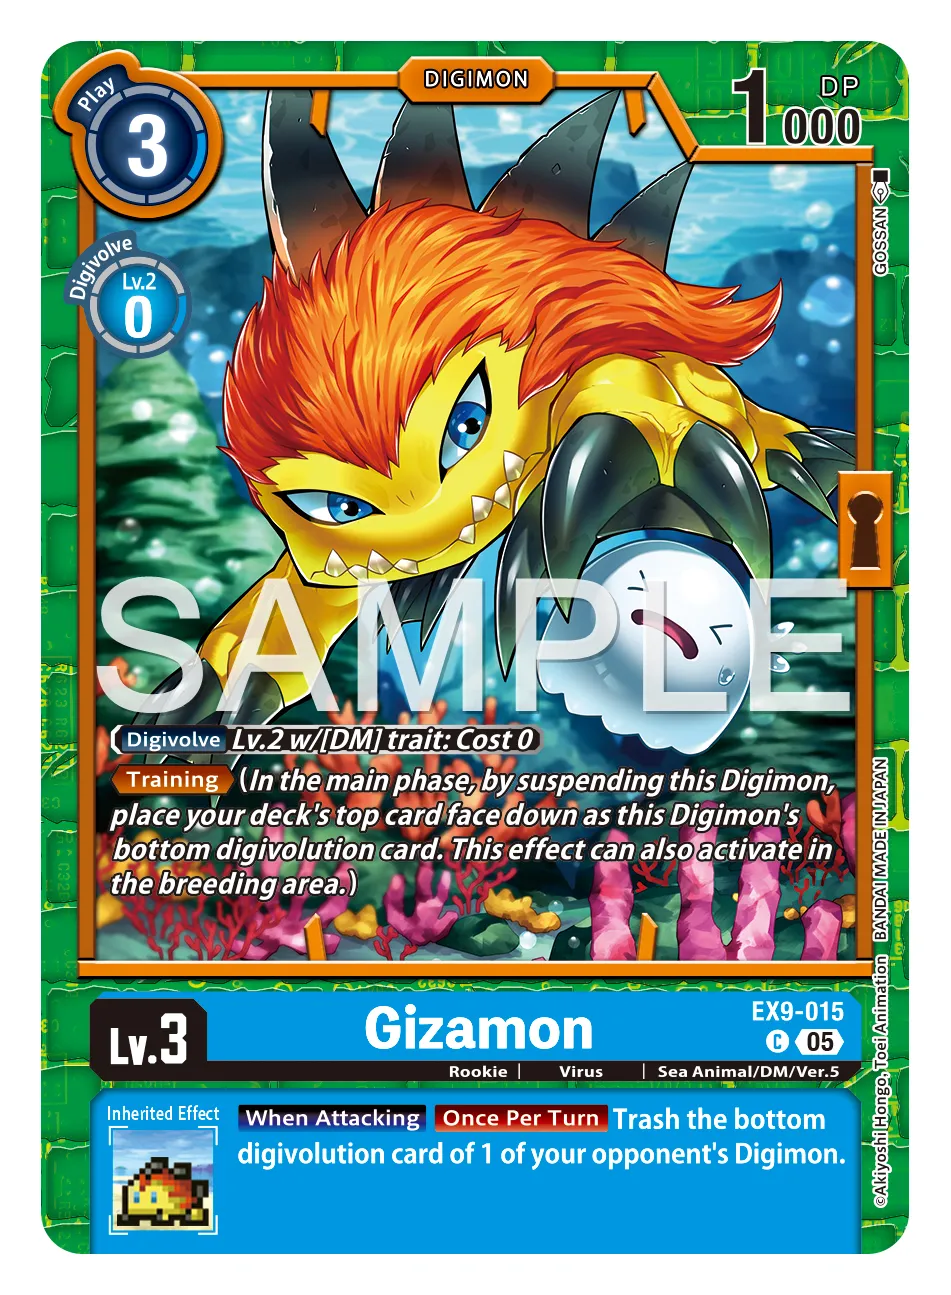 DIGIMON
Play
3
DP
1000
GOSSAN
Digivolve
Lv.2
0
SAMPLE
Digivolve Lv.2 w/[DM] trait: Cost 0
Training (In the main phase, by suspending this Digimon,
place your deck's top card face down as this Digimon's
bottom digivolution card. This effect can also activate in
the breeding area.)
BANDAI MADE IN JAPAN
©Akiyoshi Hongo, Toei Animation
Lv.3
Gizamon
EX9-015
C 05
Rookie | Virus | Sea Animal/DM/Ver.5
Inherited Effect
When Attacking Once Per Turn Trash the bottom
digivolution card of 1 of your opponent's Digimon.